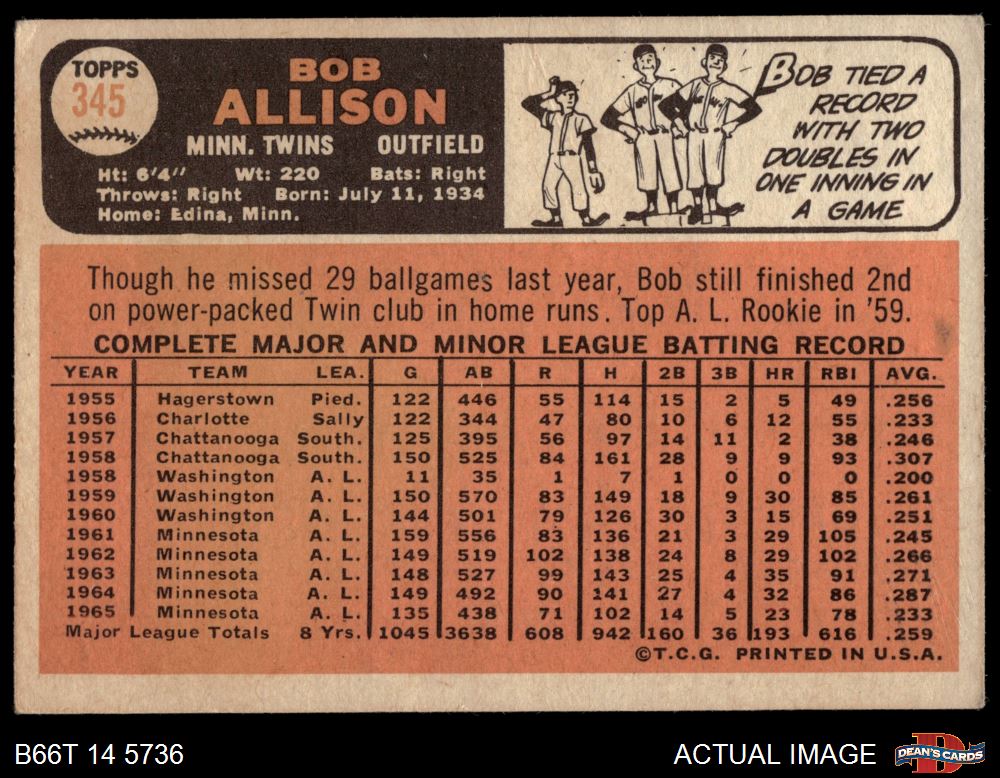 TOPPS
345
BOB
ALLISON
MINN. TWINS OUTFIELD
Ht: 6'4" Wt: 220 Bats: Right
Throws: Right Born: July 11, 1934
Home: Edina, Minn.
BOB TIED A
RECORD
WITH TWO
DOUBLES IN
ONE INNING IN
A GAME
Though he missed 29 ballgames last year, Bob still finished 2nd
on power-packed Twin club in home runs. Top A. L. Rookie in '59.
COMPLETE MAJOR AND MINOR LEAGUE BATTING RECORD
YEAR TEAM LEA. G AB R H 2B 3B HR RBI AVG.
1955 Hagerstown Pied. 122 446 55 114 15 2 5 49 .256
1956 Charlotte Sally 122 344 47 80 10 6 12 55 .233
1957 Chattanooga South. 125 395 56 97 14 11 2 38 .246
1958 Chattanooga South. 150 525 84 161 28 9 9 93 .307
1958 Washington A. L. 11 35 1 7 1 0 0 0 .200
1959 Washington A. L. 150 570 83 149 18 9 30 85 .261
1960 Washington A. L. 144 501 79 126 30 3 15 69 .251
1961 Minnesota A. L. 159 556 83 136 21 3 29 105 .245
1962 Minnesota A. L. 149 519 102 138 24 8 29 102 .266
1963 Minnesota A. L. 148 527 99 143 25 4 35 91 .271
1964 Minnesota A. L. 149 492 90 141 27 4 32 86 .287
1965 Minnesota A. L. 135 438 71 102 14 5 23 78 .233
Major League Totals 8 Yrs. 1045 3638 608 942 160 36 193 616 .259
©T.C.G. PRINTED IN U.S.A.
B66T 14 5736 ACTUAL IMAGE DEAN'S CARDS